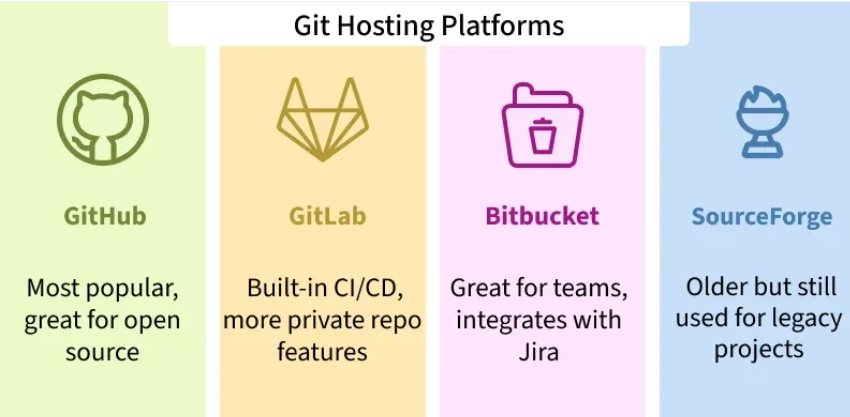 Git Hosting Platforms
GitHub
Most popular,
great for open
source
GitLab
Built-in CI/CD,
more private repo
features
Bitbucket
Great for teams,
integrates with
Jira
SourceForge
Older but still
used for legacy
projects